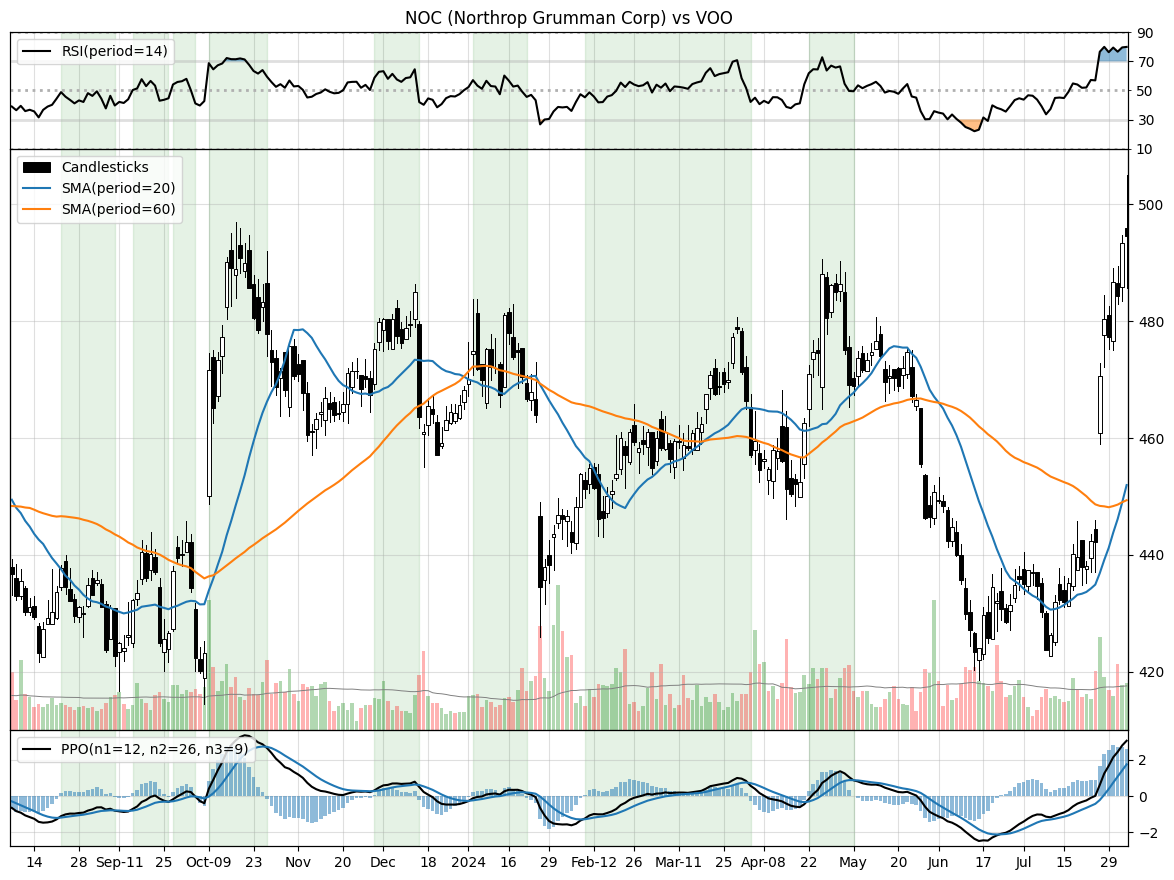 NOC (Northrop Grumman Corp) vs VOO
RSI(period=14)
90
70
50
30
10
Candlesticks
SMA(period=20)
SMA(period=60)
500
480
460
440
420
PPO(n1=12, n2=26, n3=9)
2
0
−2
14 28 Sep-11 25 Oct-09 23 Nov 20 Dec 18 2024 16 29 Feb-12 26 Mar-11 25 Apr-08 22 May 20 Jun 17 Jul 15 29